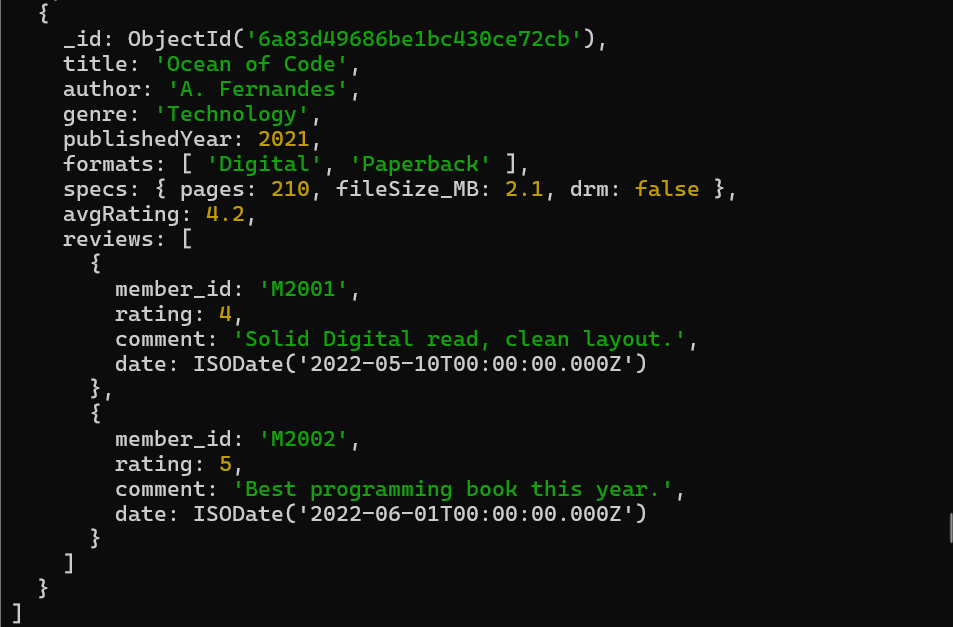 {
_id: ObjectId('6a83d49686be1bc430ce72cb'),
title: 'Ocean of Code',
author: 'A. Fernandes',
genre: 'Technology',
publishedYear: 2021,
formats: [ 'Digital', 'Paperback' ],
specs: { pages: 210, fileSize_MB: 2.1, drm: false },
avgRating: 4.2,
reviews: [
{
member_id: 'M2001',
rating: 4,
comment: 'Solid Digital read, clean layout.',
date: ISODate('2022-05-10T00:00:00.000Z')
},
{
member_id: 'M2002',
rating: 5,
comment: 'Best programming book this year.',
date: ISODate('2022-06-01T00:00:00.000Z')
}
]
}
]